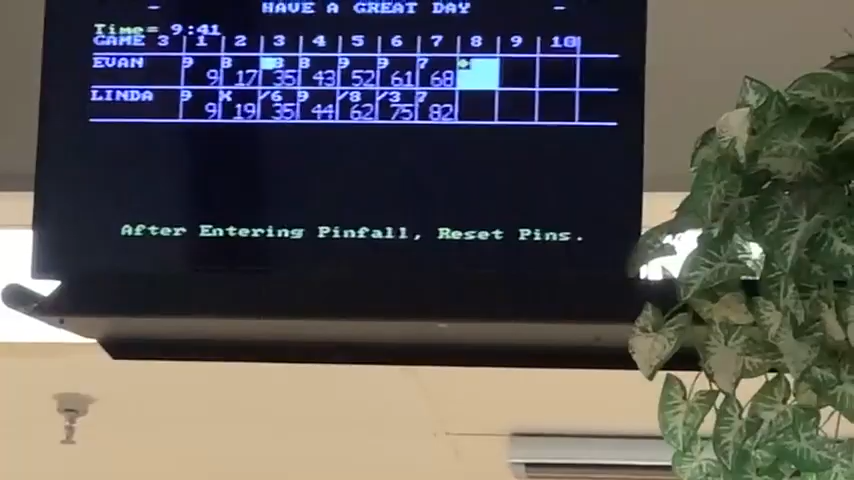 HAVE A GREAT DAY
Time= 9:41
GAME 3 1 2 3 4 5 6 7 8 9 10
EVAN 9 8 8 8 9 9 7
9 17 35 43 52 61 68
LINDA 9 X /6 9 /8 /3 7
9 19 35 44 62 75 82
After Entering Pinfall, Reset Pins.